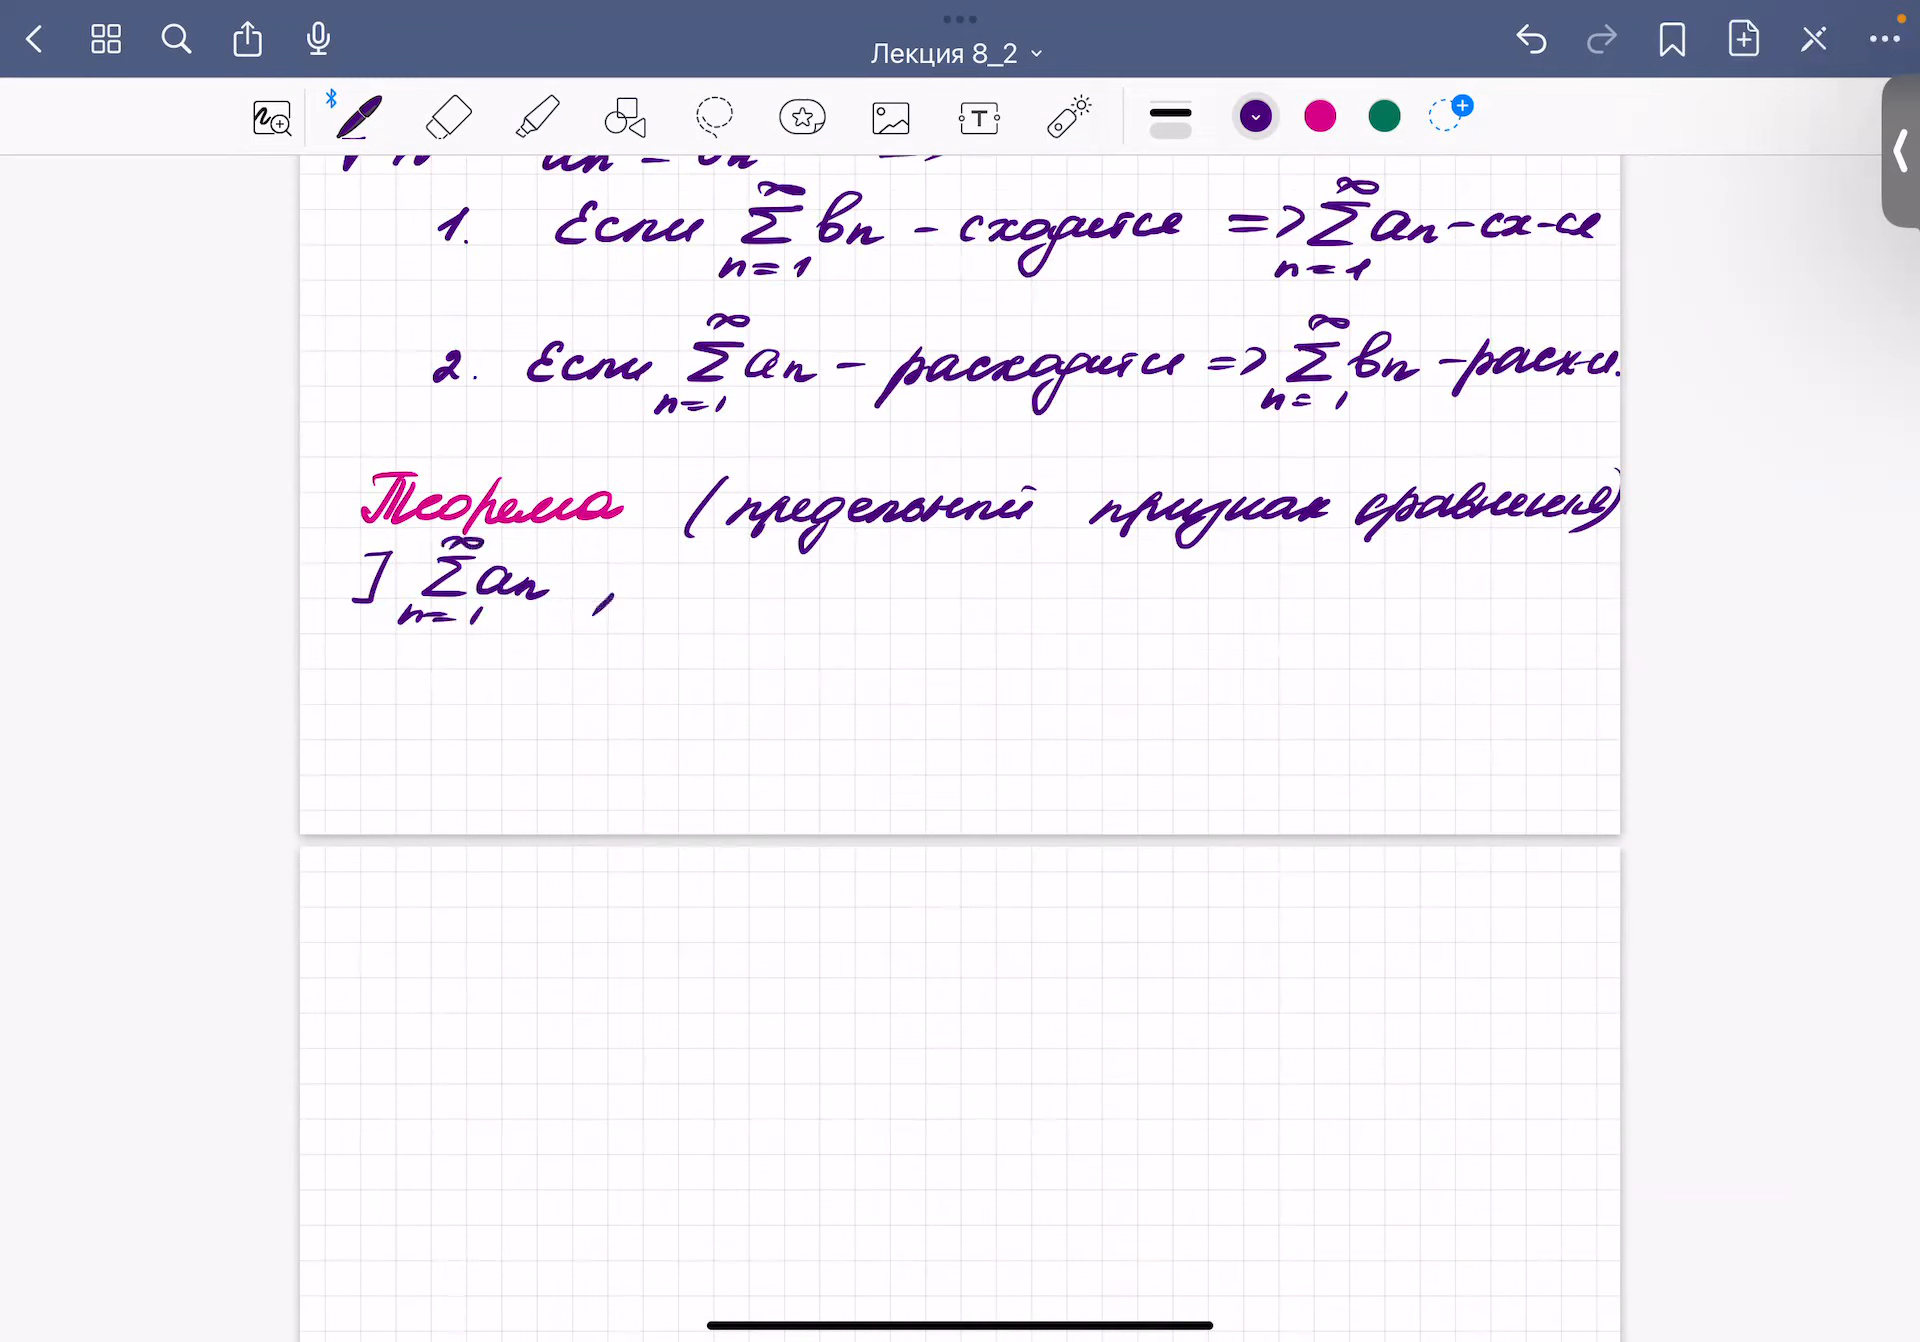 Лекция 8_2
1. Если ∞ Σ n=1 bn - сходится => ∞ Σ n=1 an - сх-ся
2. Если ∞ Σ n=1 an - расходится => ∞ Σ n=1 bn - расх-ся.
Теорема (предельный признак сравнения)
] ∞ Σ n=1 an ,